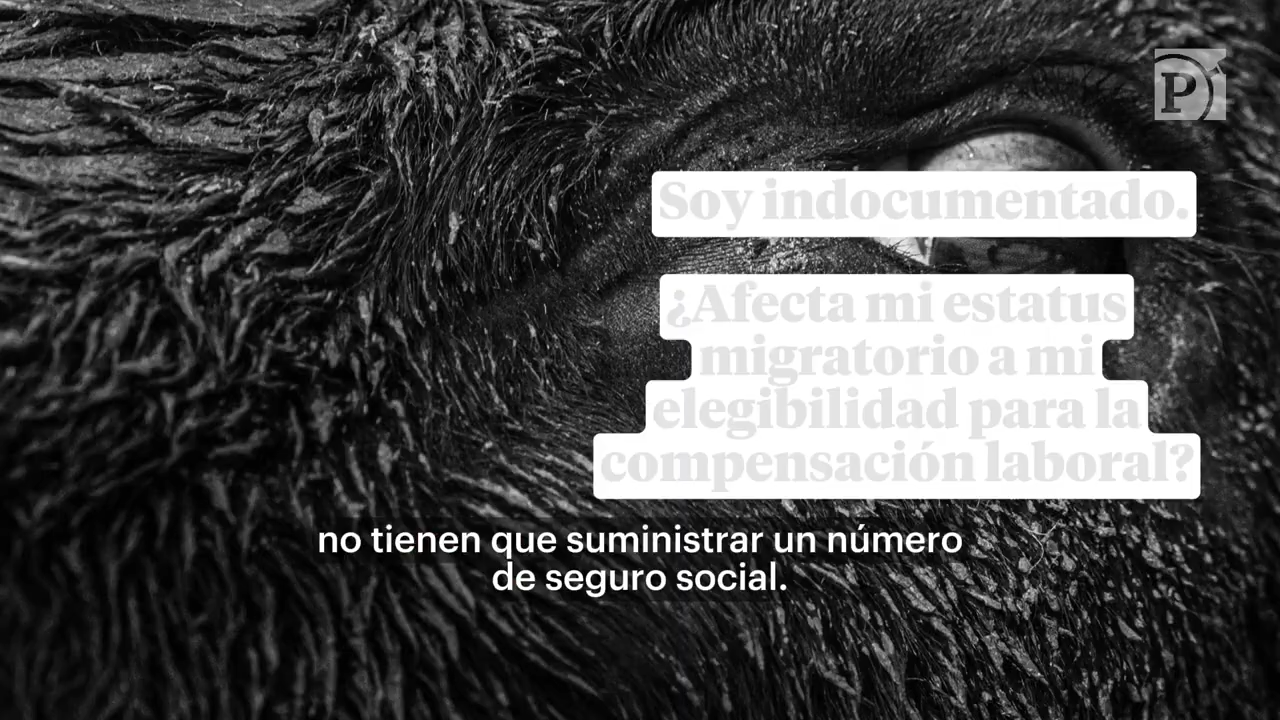 P
Soy indocumentado.
¿Afecta mi estatus
migratorio a mi
elegibilidad para la
compensación laboral?
no tienen que suministrar un número
de seguro social.